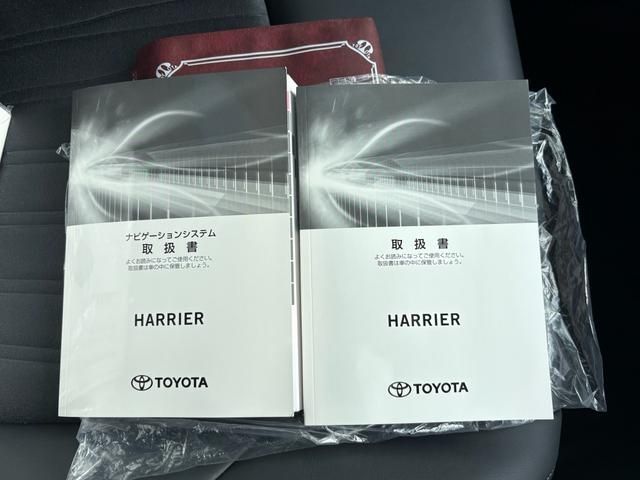 ナビゲーションシステム
取扱書
よくお読みになってご使用ください。
取扱書は車の中に保管しましょう。
HARRIER
TOYOTA
取扱書
よくお読みになってご使用ください。
取扱書は車の中に保管しましょう。
HARRIER
TOYOTA